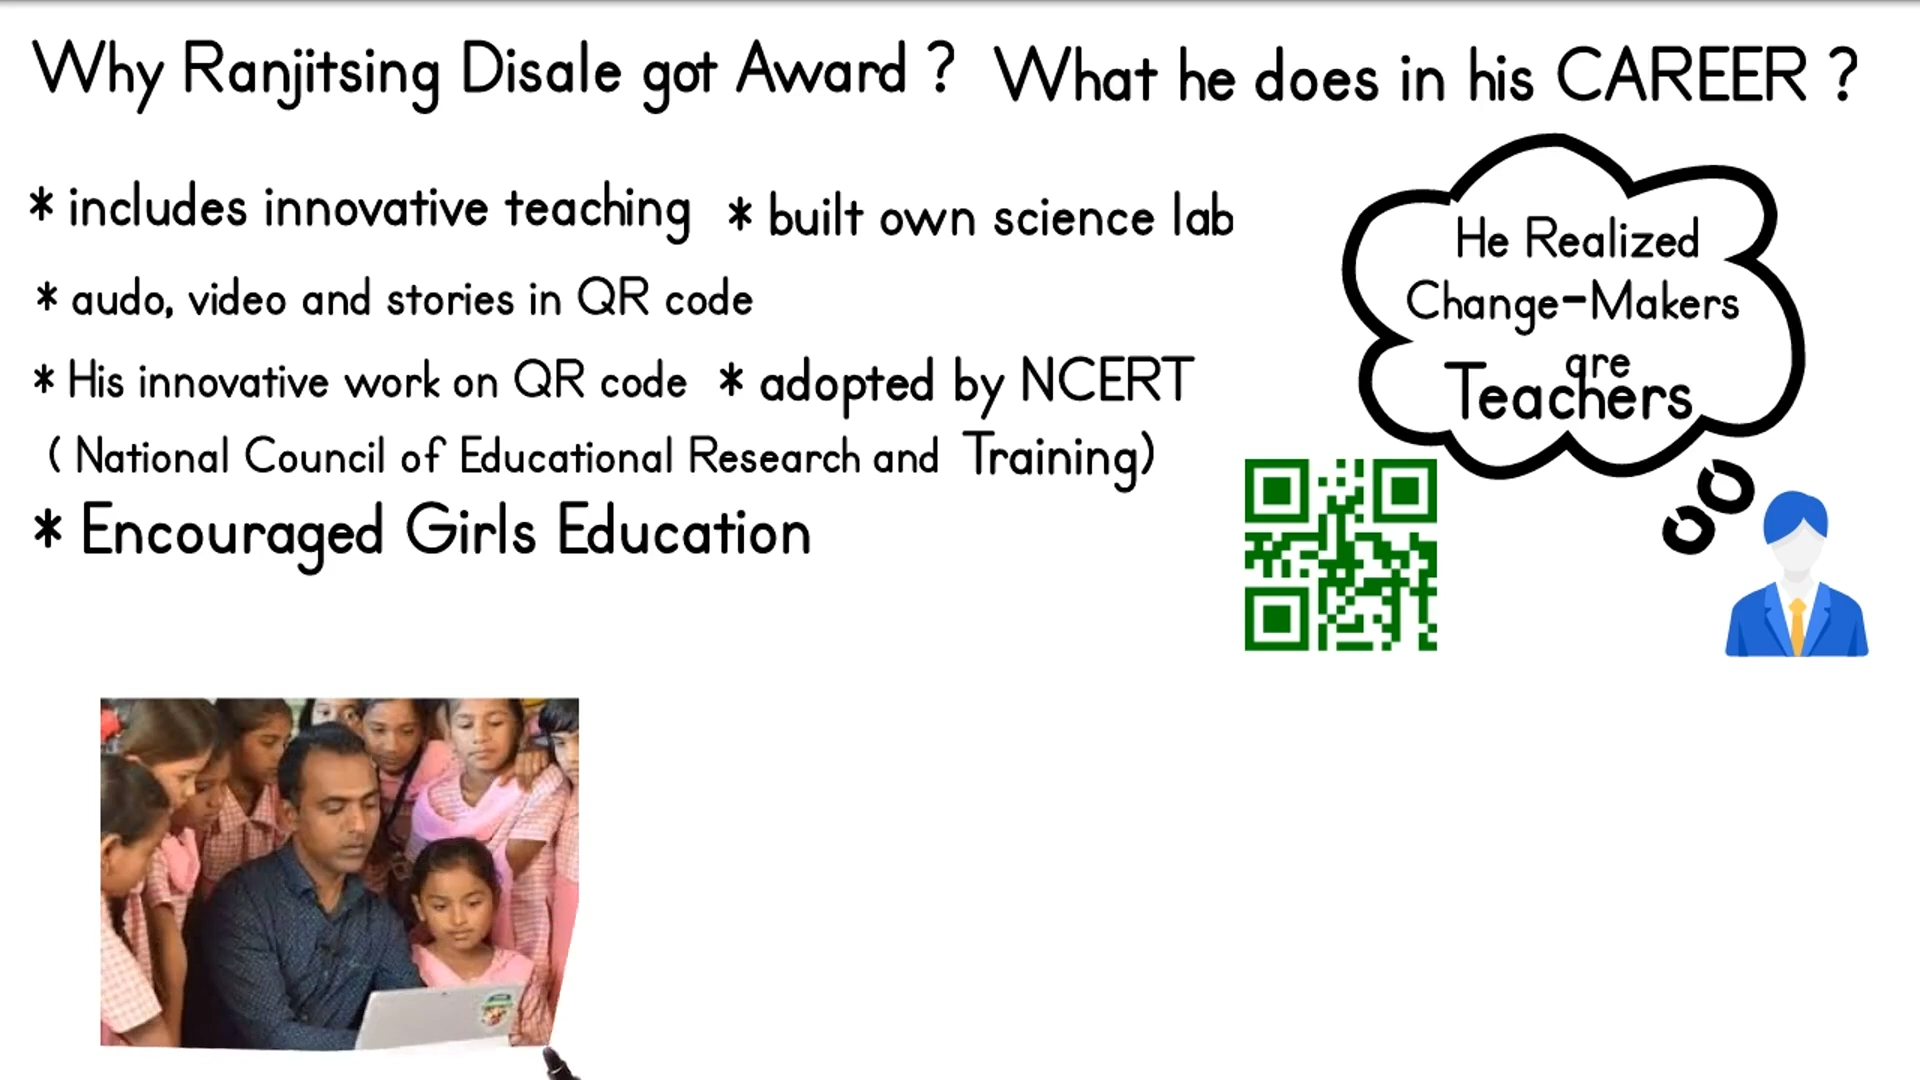 Why Ranjitsing Disale got Award ? What he does in his CAREER ?
* includes innovative teaching * built own science lab
* audo, video and stories in QR code
* His innovative work on QR code * adopted by NCERT
( National Council of Educational Research and Training)
* Encouraged Girls Education
He Realized
Change-Makers
are
Teachers